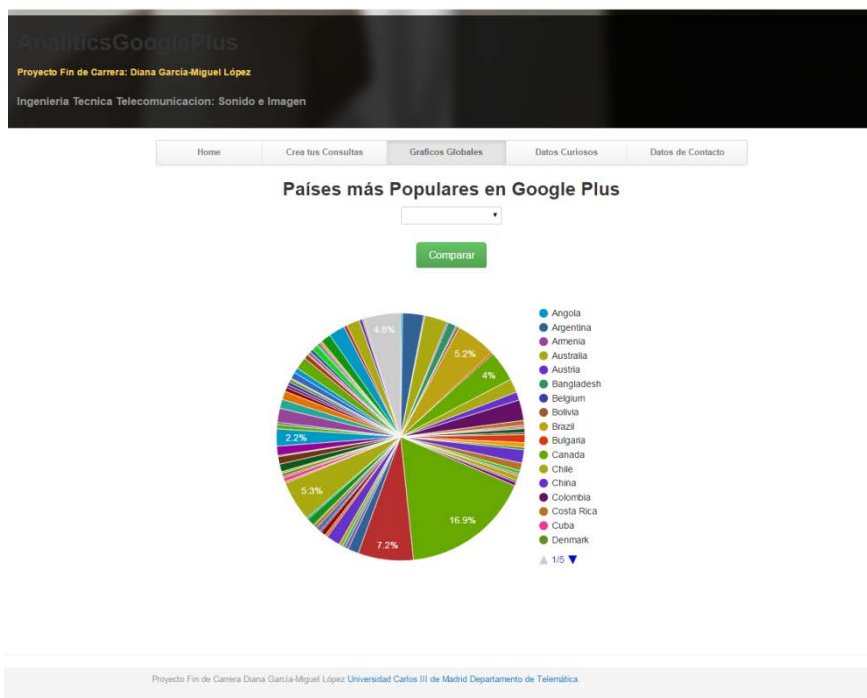 AnaliticsGooglePlus
Proyecto Fin de Carrera: Diana García-Miguel López
Ingenieria Tecnica Telecomunicacion: Sonido e Imagen
Home
Crea tus Consultas
Graficos Globales
Datos Curiosos
Datos de Contacto
Países más Populares en Google Plus
Comparar
4.8%
5.2%
4%
2.2%
5.3%
16.9%
7.2%
Angola
Argentina
Armenia
Australia
Austria
Bangladesh
Belgium
Bolivia
Brazil
Bulgaria
Canada
Chile
China
Colombia
Costa Rica
Cuba
Denmark
1/5
Proyecto Fin de Carrera Diana García-Miguel López Universidad Carlos III de Madrid Departamento de Telemática